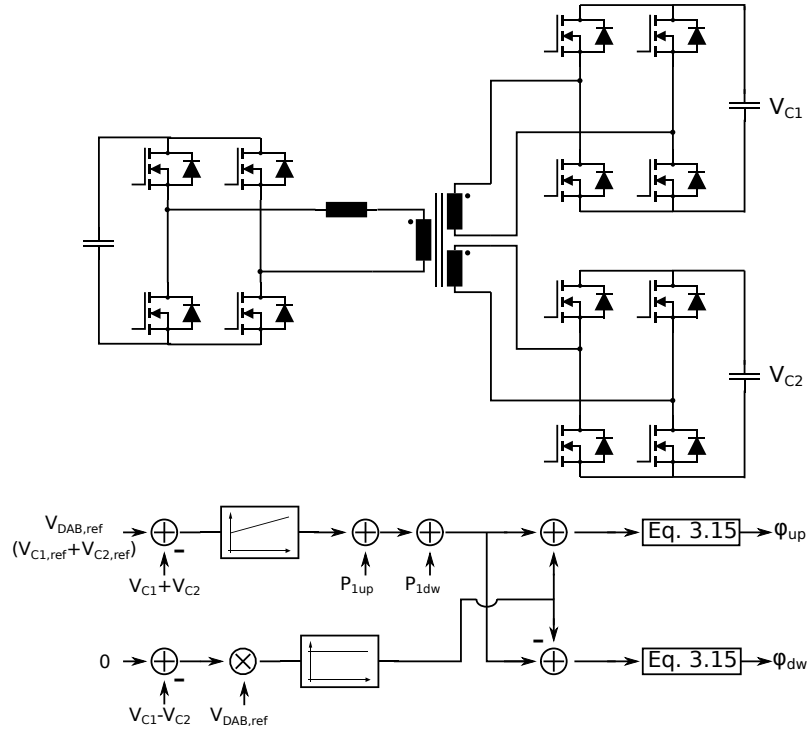 V_C1
V_C2
V_DAB,ref
(V_C1,ref+V_C2,ref)
-
V_C1+V_C2
P_1up
P_1dw
Eq. 3.15
φ_up
0
-
V_C1-V_C2
V_DAB,ref
-
Eq. 3.15
φ_dw